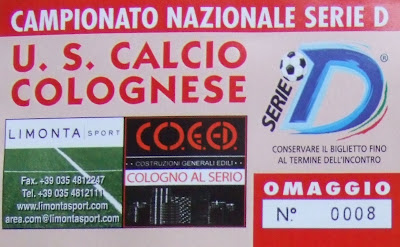 CAMPIONATO NAZIONALE SERIE D
U. S. CALCIO
COLOGNESE
LIMONTA SPORT
Fax. +39 035 4812247
Tel. +39 035 4812111
www.limontasport.com
area.com@limontasport.com
CO.G.ED.
COSTRUZIONI GENERALI EDILI
COLOGNO AL SERIO
SERIE D
®
CONSERVARE IL BIGLIETTO FINO
AL TERMINE DELL'INCONTRO
OMAGGIO
N° 0008